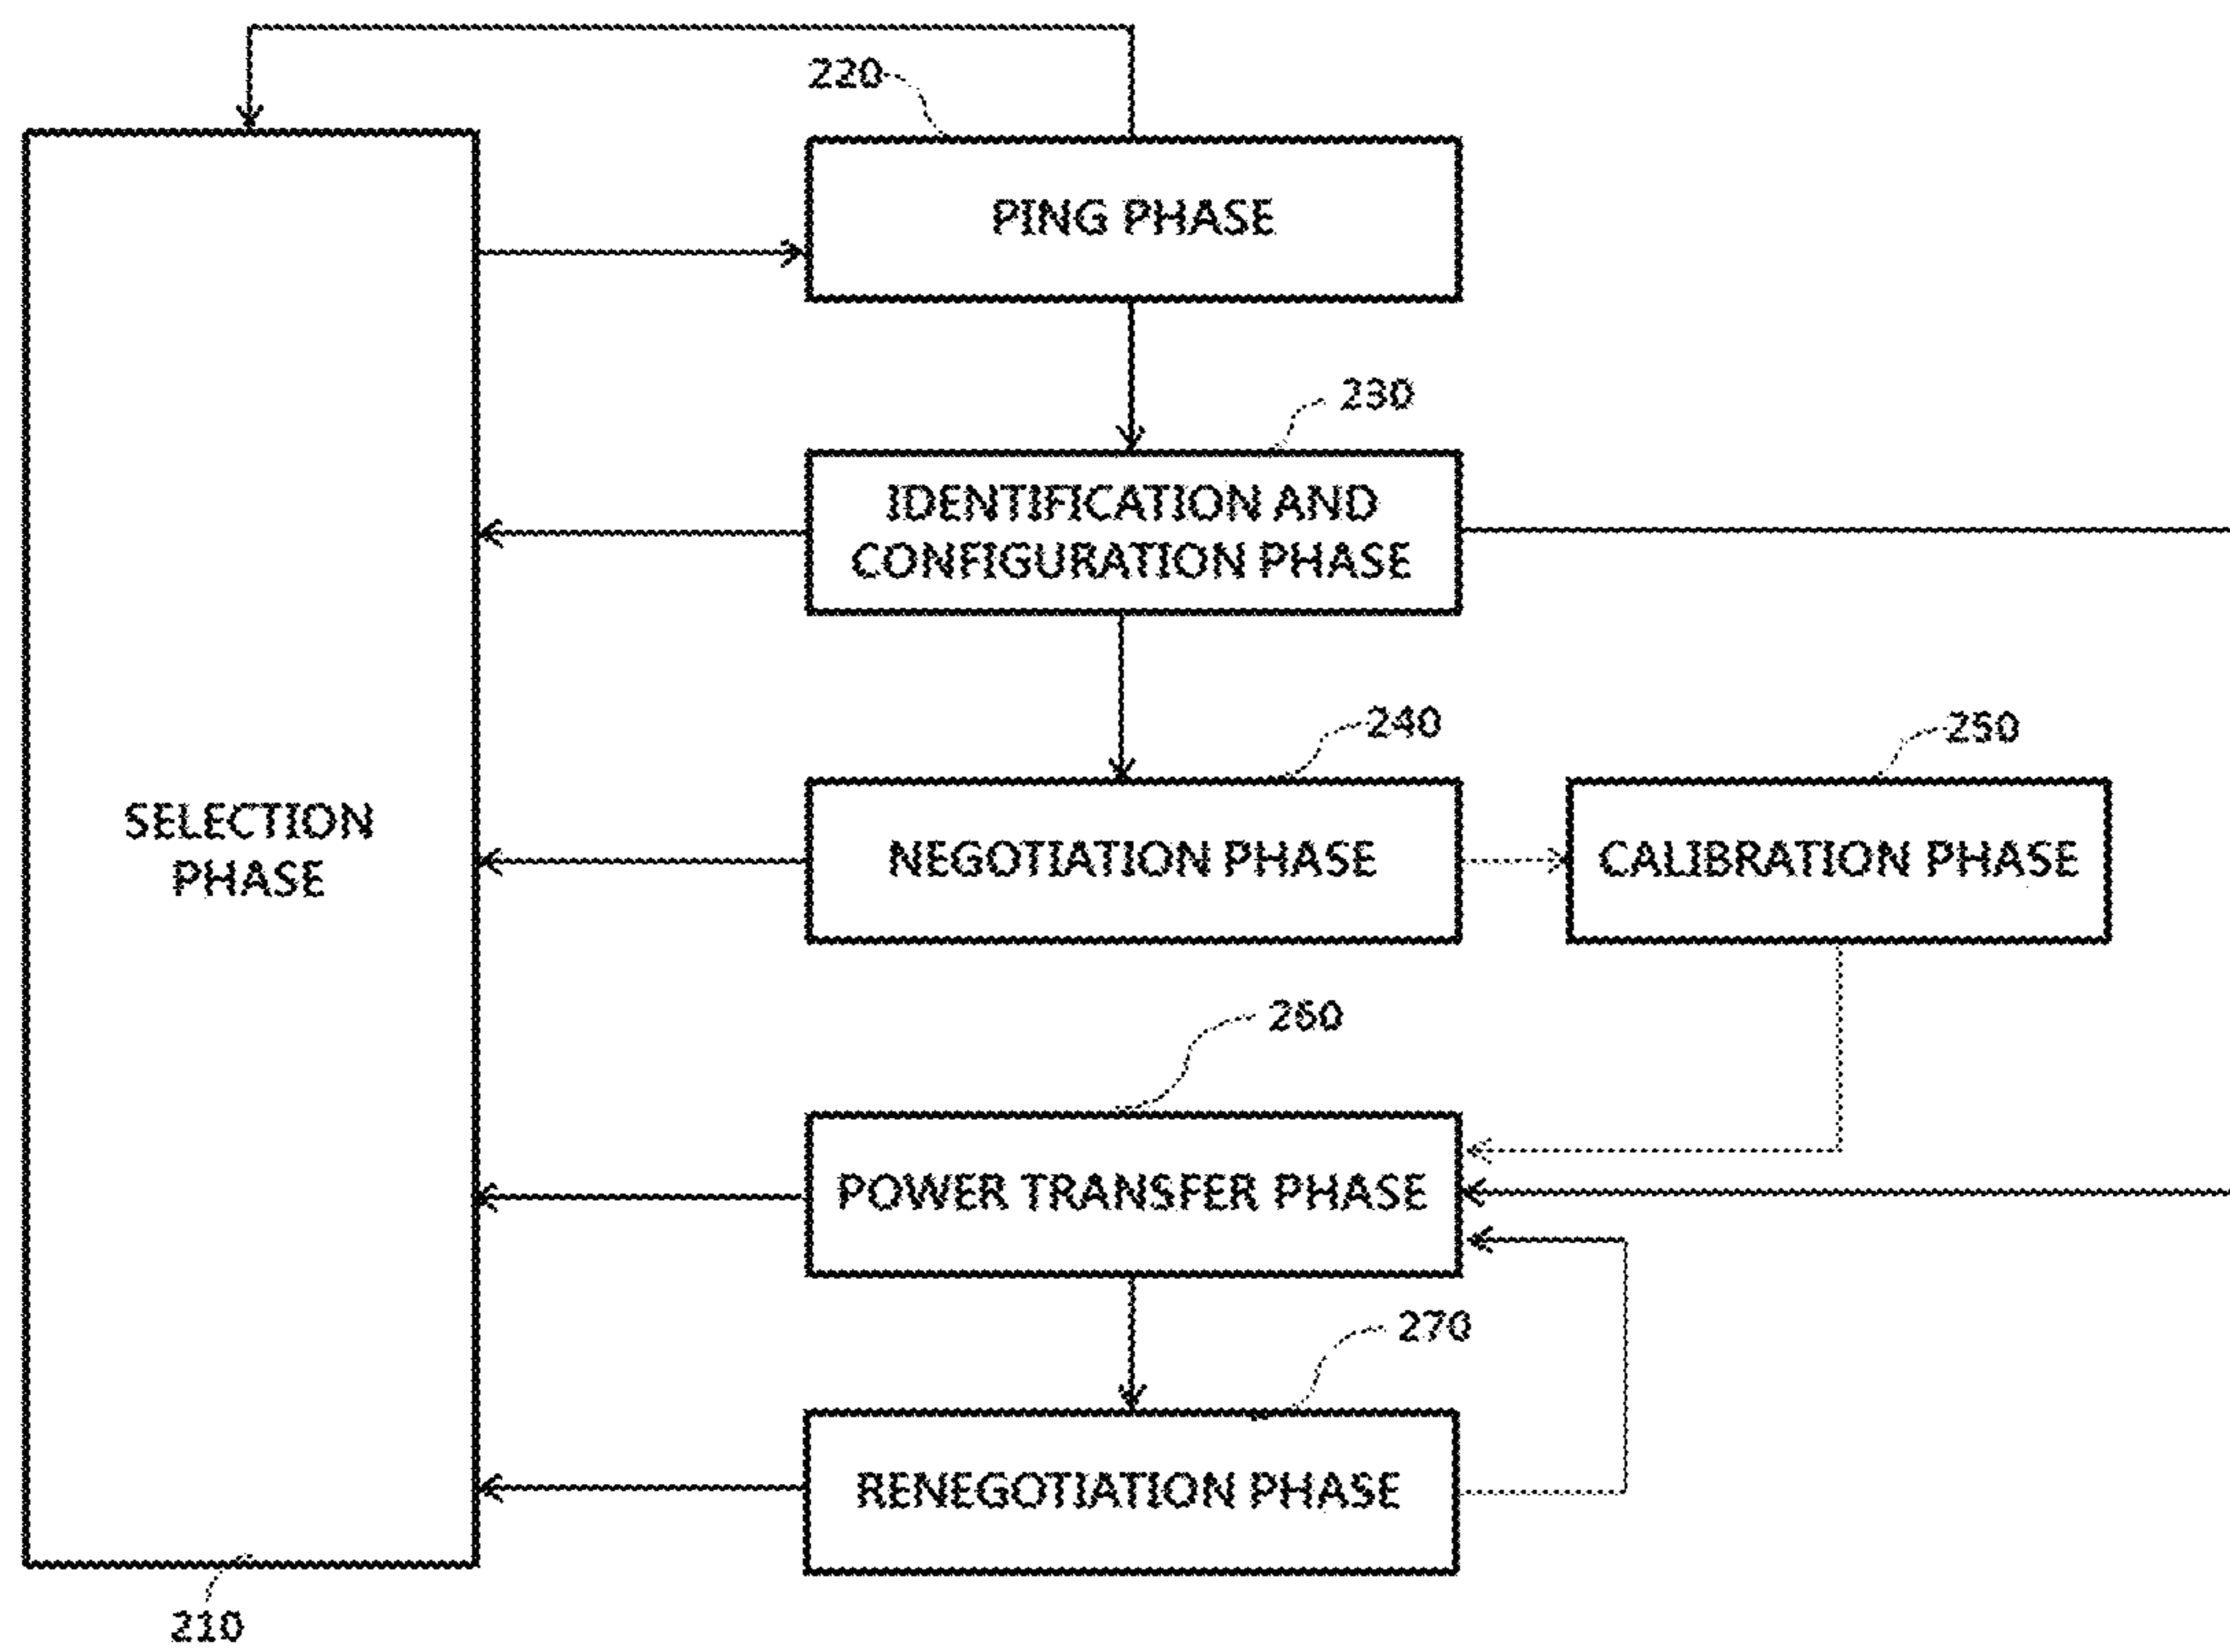 220
PING PHASE
230
IDENTIFICATION AND
CONFIGURATION PHASE
240
250
SELECTION
PHASE
NEGOTIATION PHASE
CALIBRATION PHASE
260
POWER TRANSFER PHASE
270
RENEGOTIATION PHASE
210